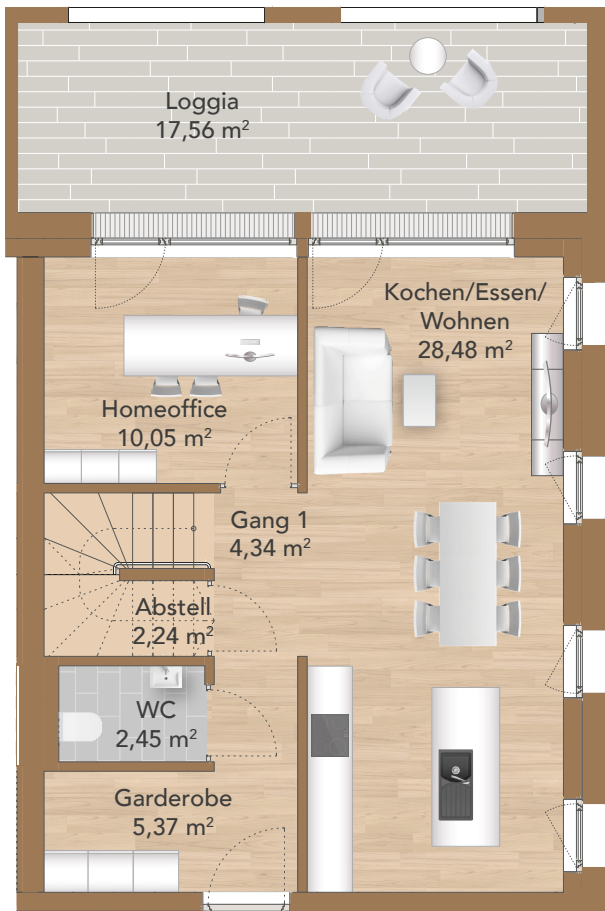 Loggia
17,56 m²
Kochen/Essen/
Wohnen
28,48 m²
Homeoffice
10,05 m²
Gang 1
4,34 m²
Abstell
2,24 m²
WC
2,45 m²
Garderobe
5,37 m²